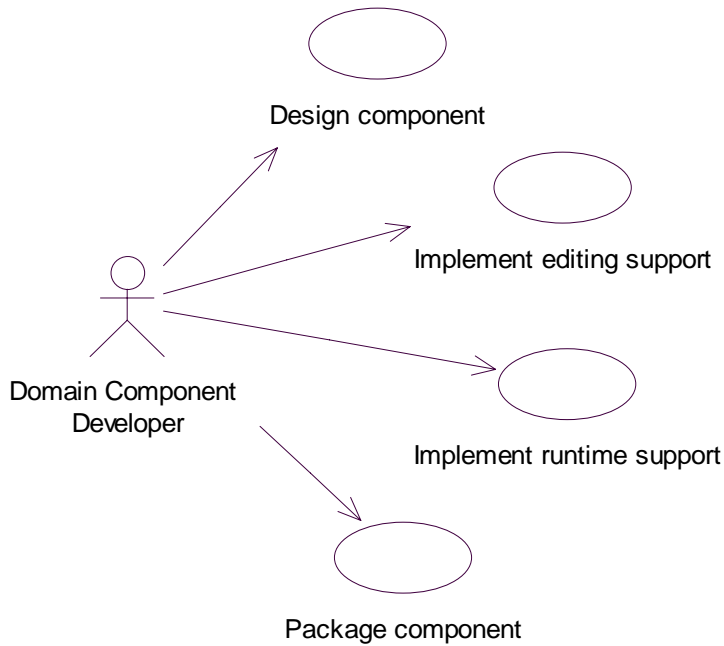 Design component
Implement editing support
Domain Component
Developer
Implement runtime support
Package component